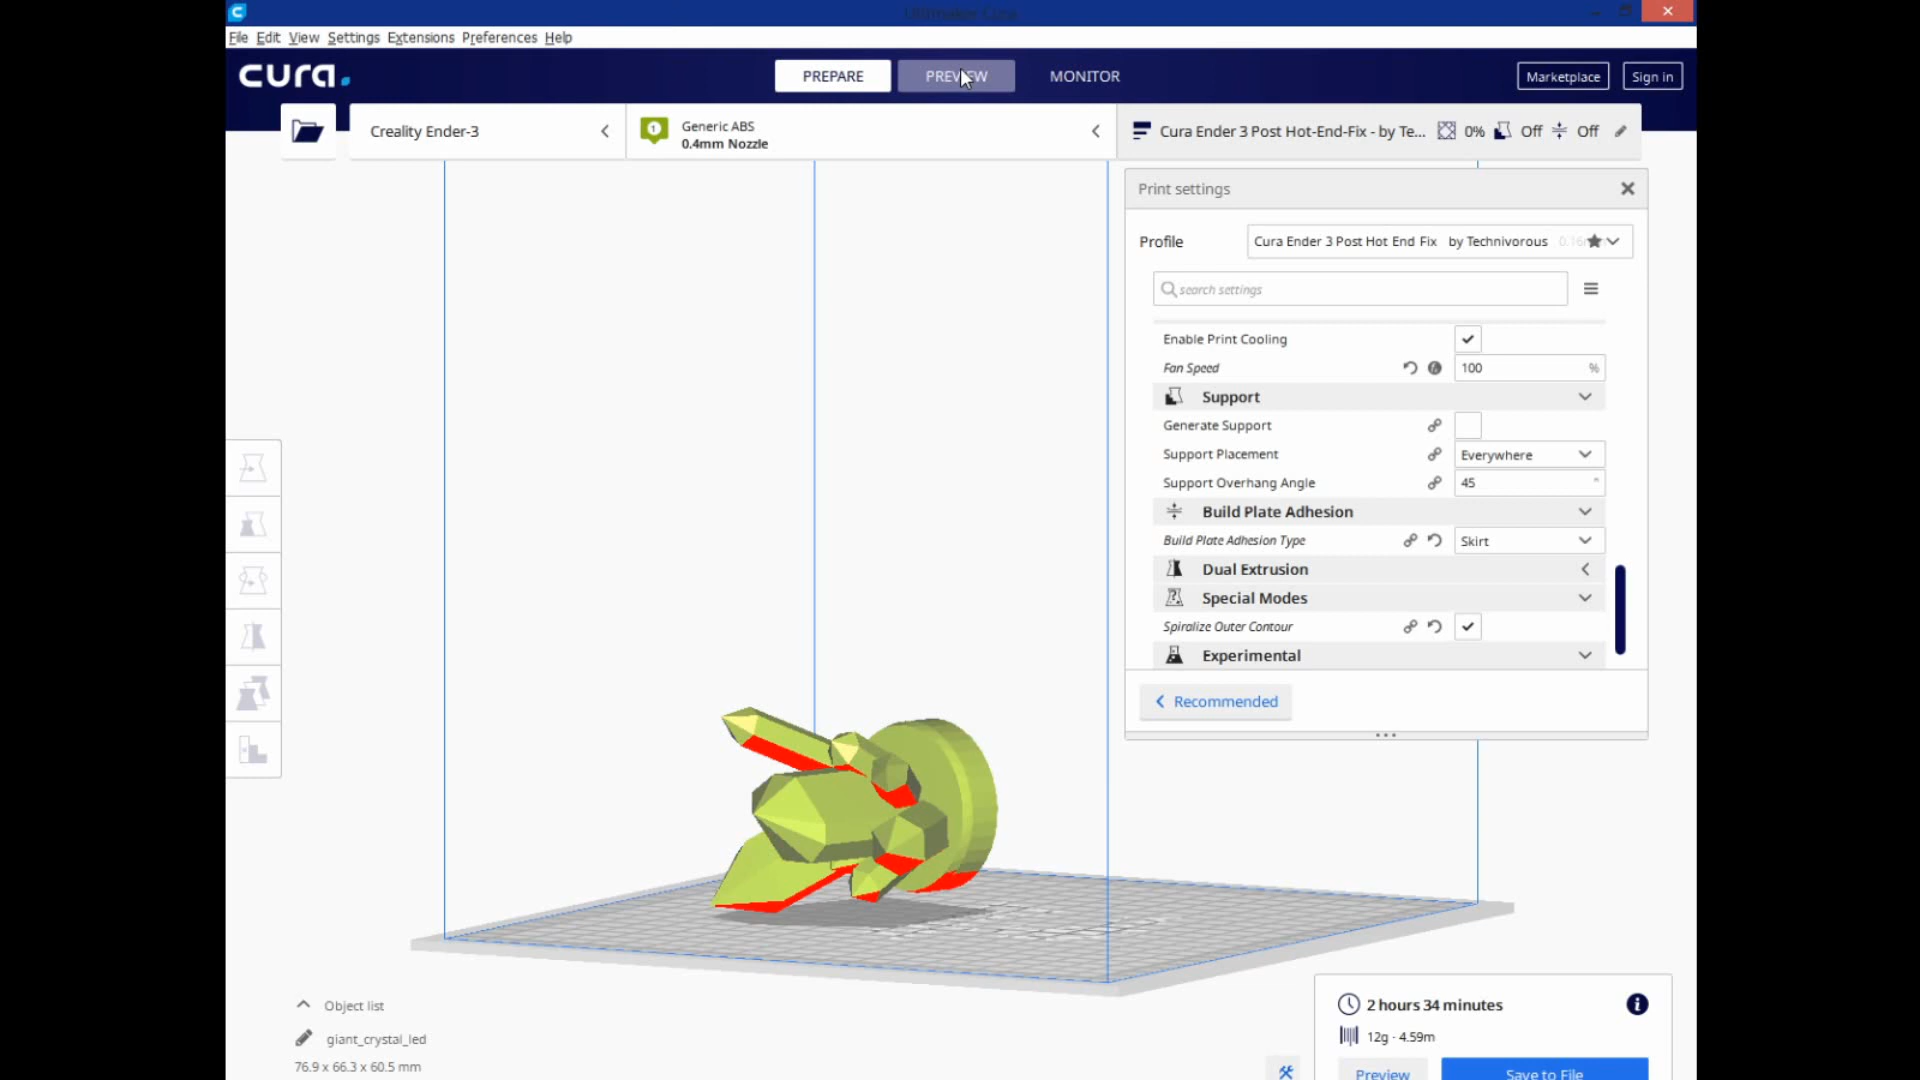 Ultimaker Cura
File Edit View Settings Extensions Preferences Help
cura.
PREPARE
PREVIEW
MONITOR
Marketplace
Sign in
Creality Ender-3
1
Generic ABS
0.4mm Nozzle
Cura Ender 3 Post Hot-End-Fix - by Te... 0% Off Off
Print settings
Profile
Cura Ender 3 Post Hot End Fix by Technivorous
search settings
Enable Print Cooling
Fan Speed 100 %
Support
Generate Support
Support Placement Everywhere
Support Overhang Angle 45 °
Build Plate Adhesion
Build Plate Adhesion Type Skirt
Dual Extrusion
Special Modes
Spiralize Outer Contour
Experimental
Recommended
Object list
giant_crystal_led
76.9 x 66.3 x 60.5 mm
2 hours 34 minutes
12g · 4.59m
Preview
Save to File